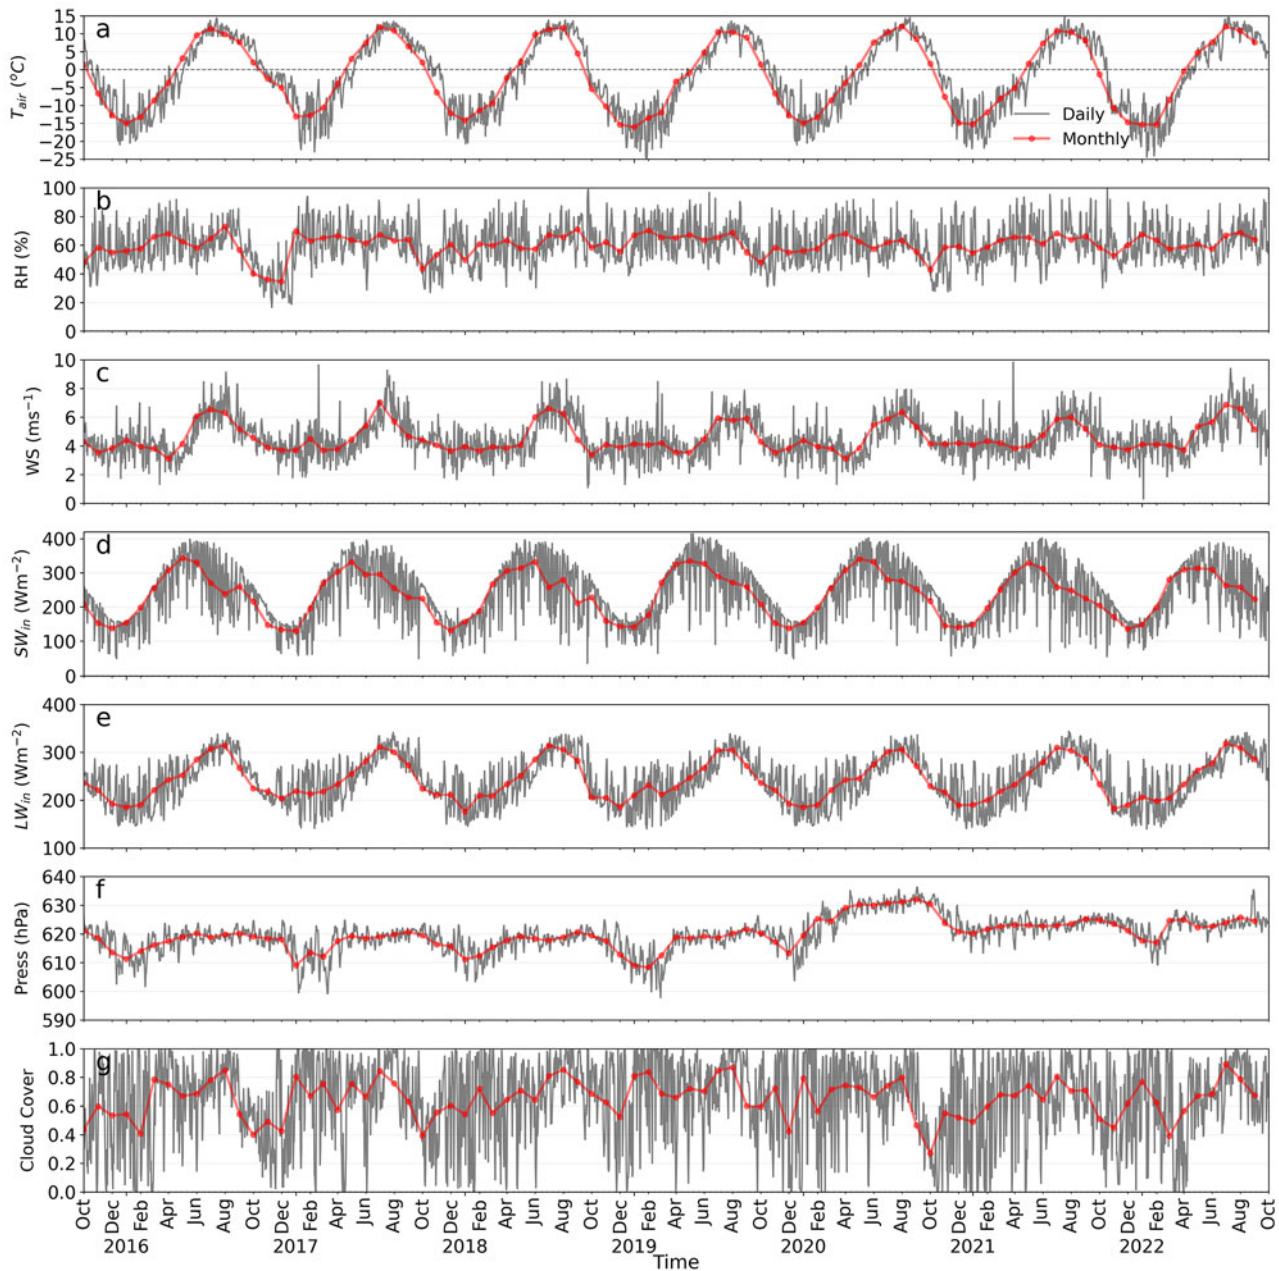 a
15
10
5
0
−5
−10
−15
−20
−25
T_air (°C)
Daily
Monthly
b
100
80
60
40
20
0
RH (%)
c
10
8
6
4
2
0
WS (ms⁻¹)
d
400
300
200
100
0
SW_in (Wm⁻²)
e
400
300
200
100
LW_in (Wm⁻²)
f
640
630
620
610
600
590
Press (hPa)
g
1.0
0.8
0.6
0.4
0.2
0.0
Cloud Cover
Oct Dec Feb Apr Jun Aug Oct Dec Feb Apr Jun Aug Oct Dec Feb Apr Jun Aug Oct Dec Feb Apr Jun Aug Oct Dec Feb Apr Jun Aug Oct Dec Feb Apr Jun Aug Oct Dec Feb Apr Jun Aug Oct
2016 2017 2018 2019 2020 2021 2022
Time